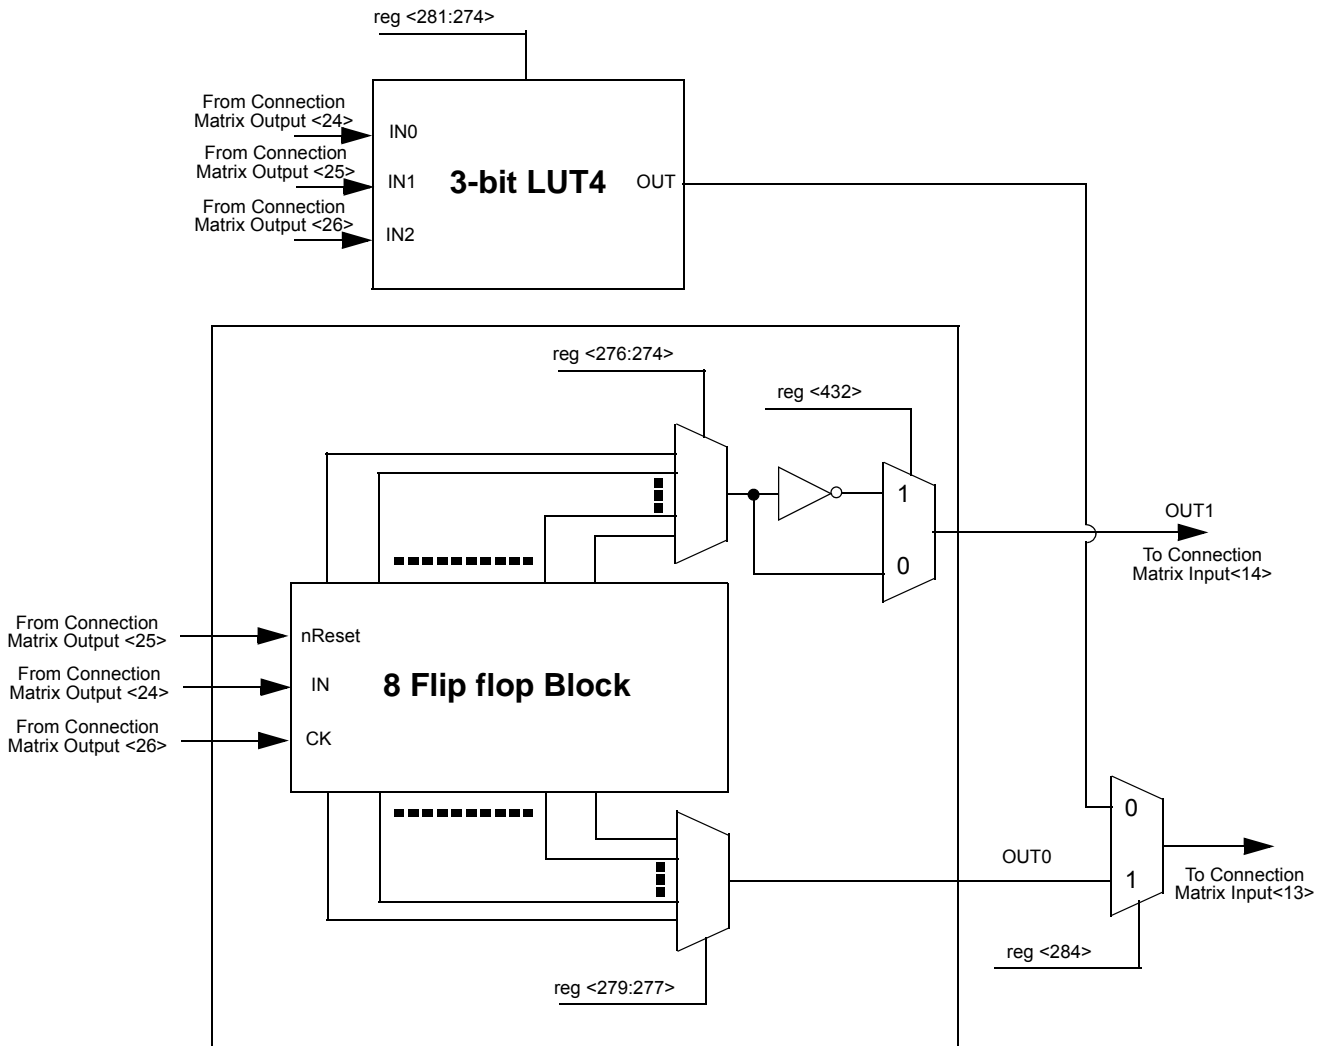 reg <281:274>
From Connection
Matrix Output <24>
IN0
From Connection
Matrix Output <25>
IN1
3-bit LUT4
OUT
From Connection
Matrix Output <26>
IN2
reg <276:274>
reg <432>
1
OUT1
0
To Connection
Matrix Input<14>
From Connection
Matrix Output <25>
nReset
From Connection
Matrix Output <24>
IN
8 Flip flop Block
From Connection
Matrix Output <26>
CK
0
OUT0
1
To Connection
Matrix Input<13>
reg <284>
reg <279:277>